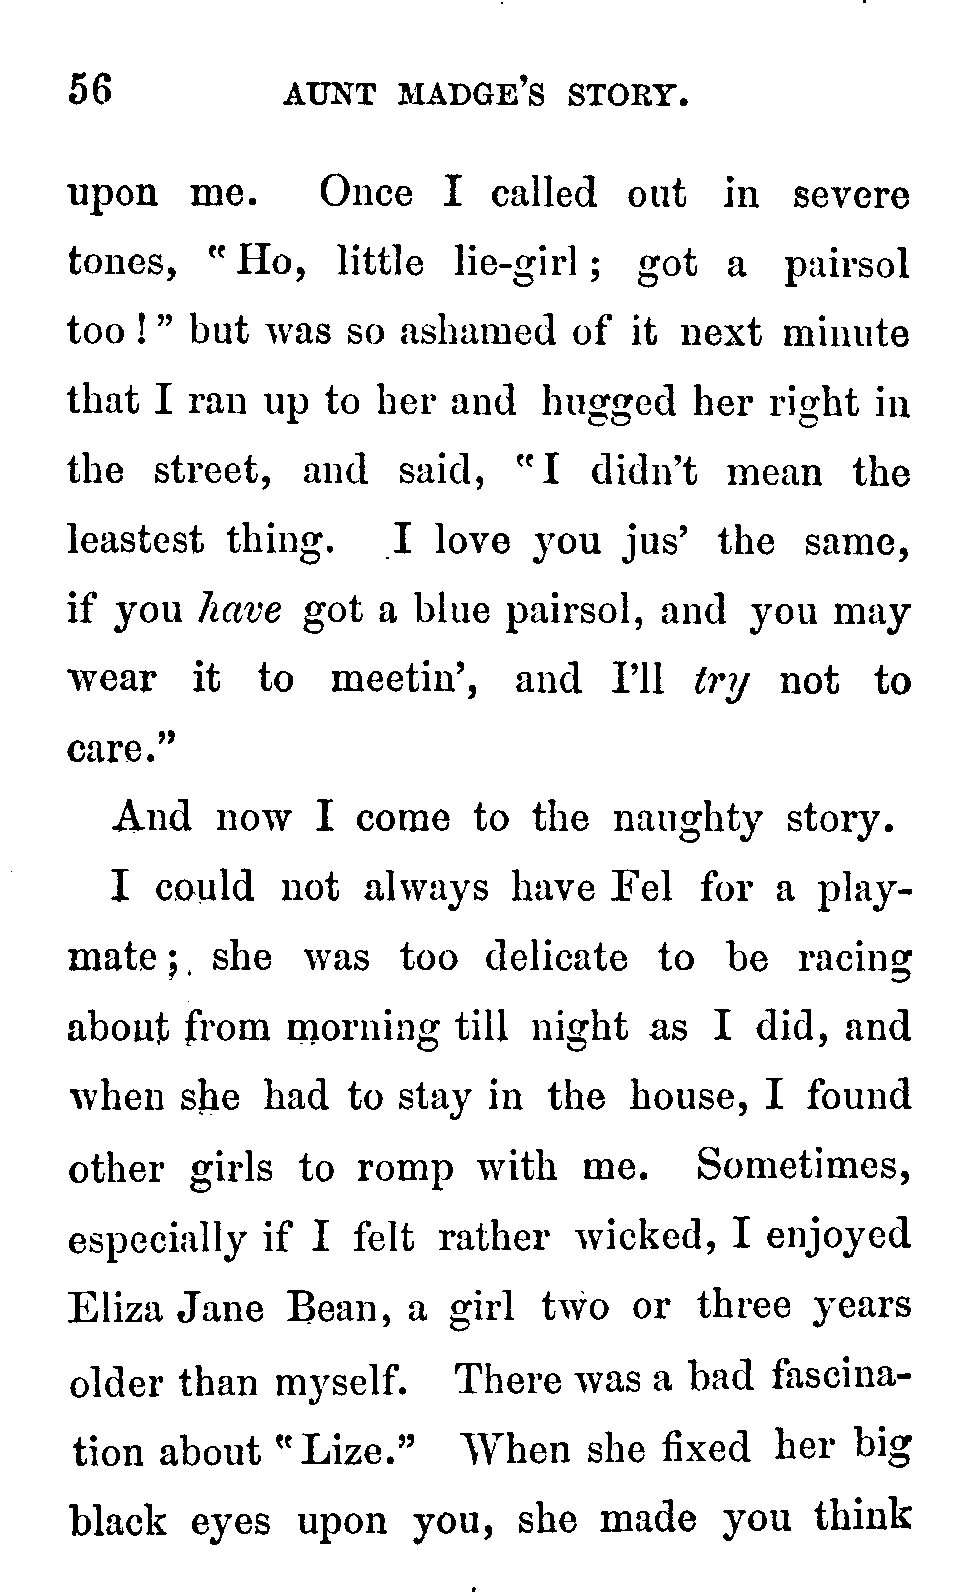 56 AUNT MADGE'S STORY.
upon me. Once I called out in severe
tones, "Ho, little lie-girl; got a pairsol
too!" but was so ashamed of it next minute
that I ran up to her and hugged her right in
the street, and said, "I didn't mean the
leastest thing. I love you jus' the same,
if you have got a blue pairsol, and you may
wear it to meetin', and I'll try not to
care."
And now I come to the naughty story.
I could not always have Fel for a play-
mate; she was too delicate to be racing
about from morning till night as I did, and
when she had to stay in the house, I found
other girls to romp with me. Sometimes,
especially if I felt rather wicked, I enjoyed
Eliza Jane Bean, a girl two or three years
older than myself. There was a bad fascina-
tion about "Lize." When she fixed her big
black eyes upon you, she made you think